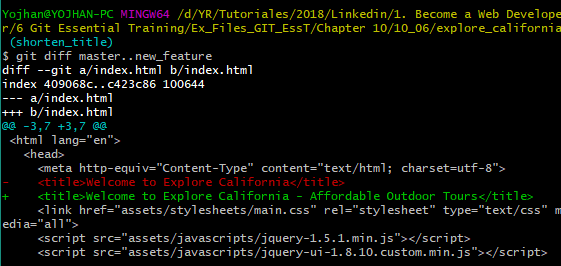 Yojhan@YOJHAN-PC MINGW64 /d/YR/Tutoriales/2018/Linkedin/1. Become a Web Develope
r/6 Git Essential Training/Ex_Files_GIT_EssT/Chapter 10/10_06/explore_california
(shorten_title)
$ git diff master..new_feature
diff --git a/index.html b/index.html
index 409068c..c423c86 100644
--- a/index.html
+++ b/index.html
@@ -3,7 +3,7 @@
<html lang="en">
<head>
<meta http-equiv="Content-Type" content="text/html; charset=utf-8">
- <title>Welcome to Explore California</title>
+ <title>Welcome to Explore California - Affordable Outdoor Tours</title>
<link href="assets/stylesheets/main.css" rel="stylesheet" type="text/css" m
edia="all">
<script src="assets/javascripts/jquery-1.5.1.min.js"></script>
<script src="assets/javascripts/jquery-ui-1.8.10.custom.min.js"></script>